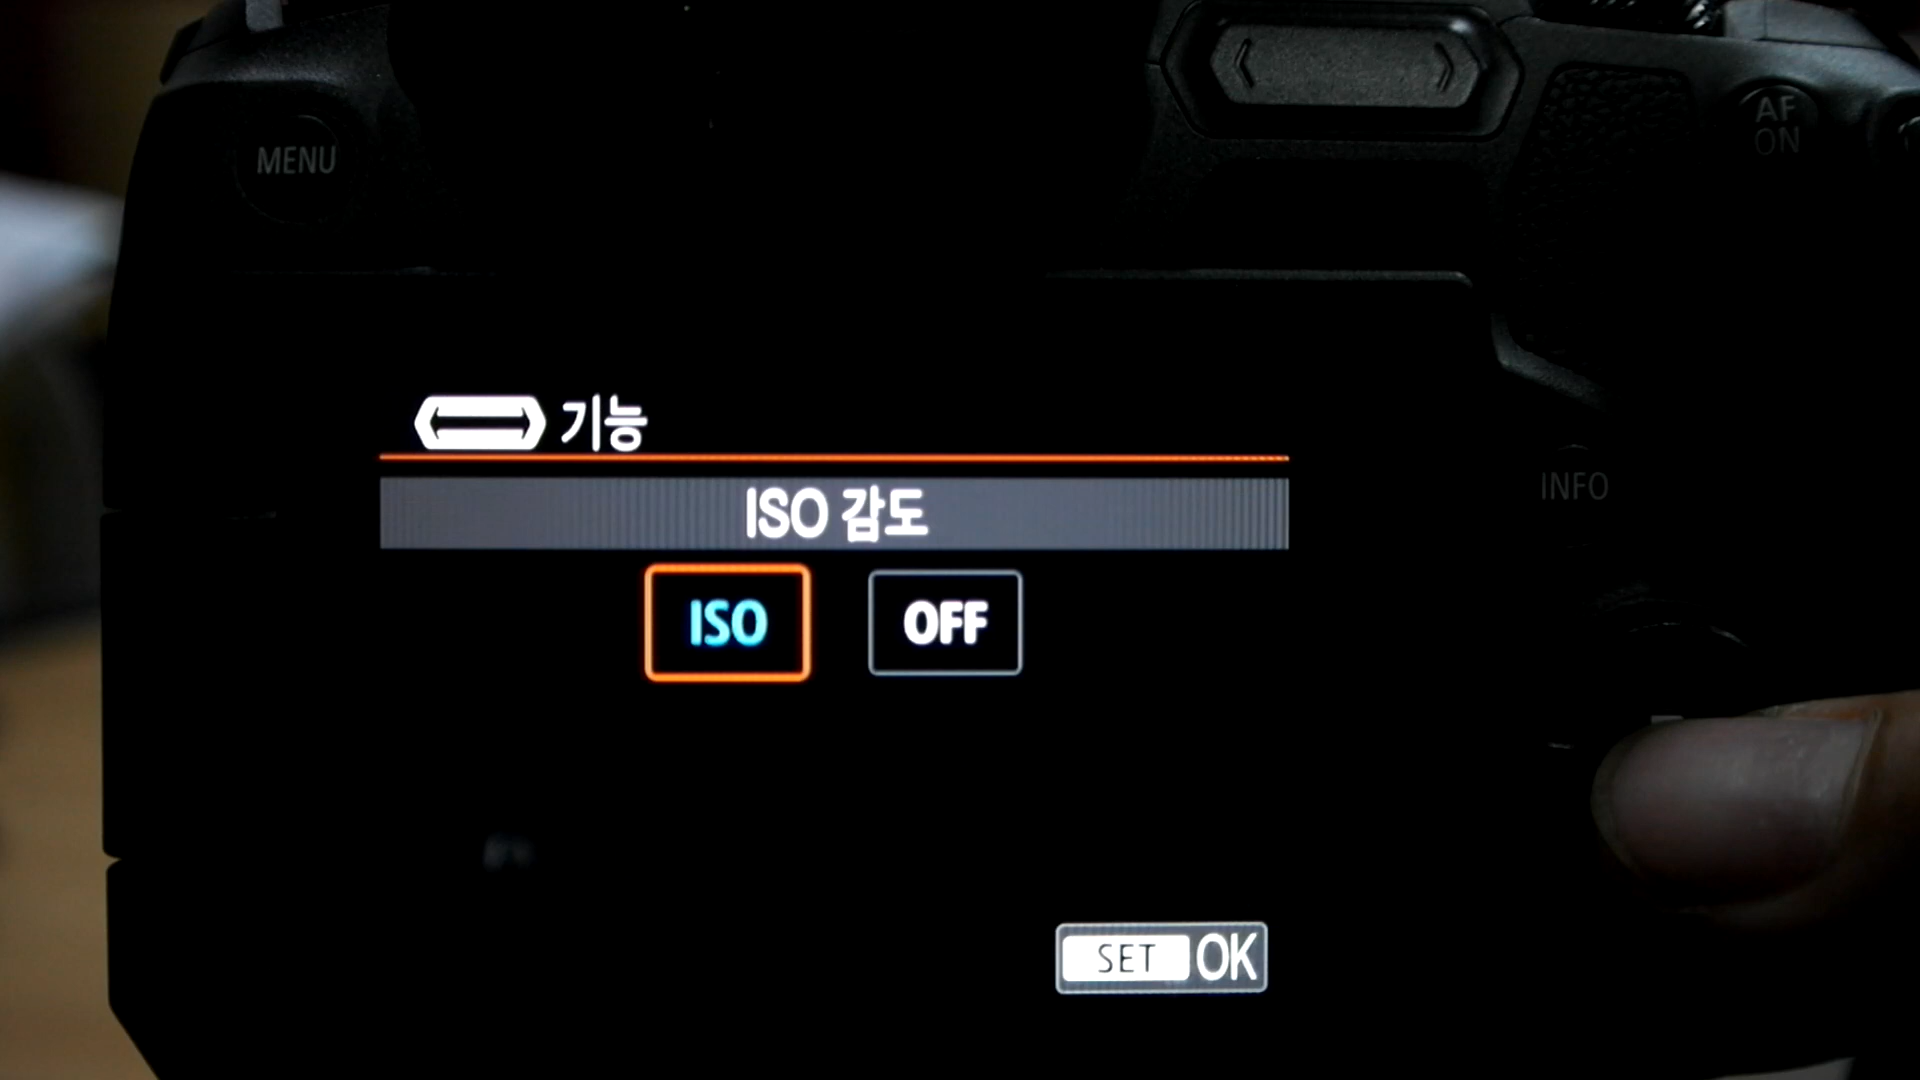 MENU
AF
ON
기능
ISO 감도
INFO
ISO
OFF
SET OK